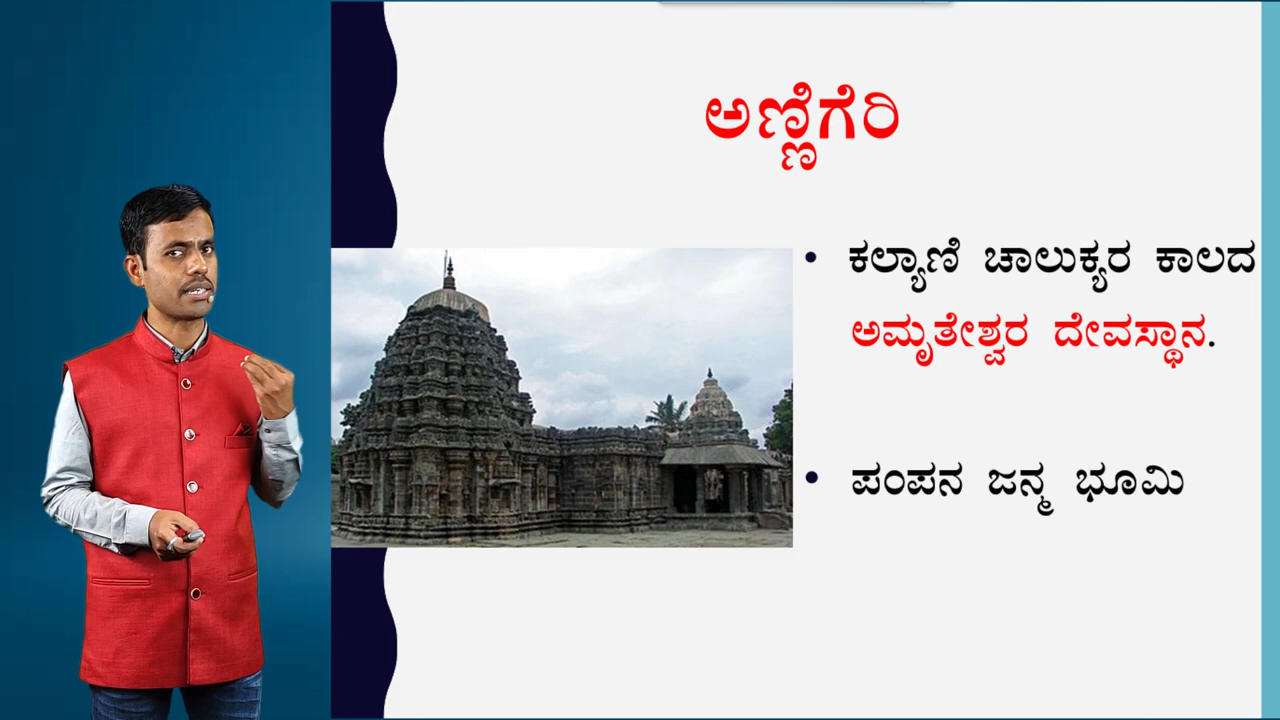 ಅಣ್ಣಿಗೆರಿ
• ಕಲ್ಯಾಣಿ ಚಾಲುಕ್ಯರ ಕಾಲದ
ಅಮೃತೇಶ್ವರ ದೇವಸ್ಥಾನ.
• ಪಂಪನ ಜನ್ಮ ಭೂಮಿ